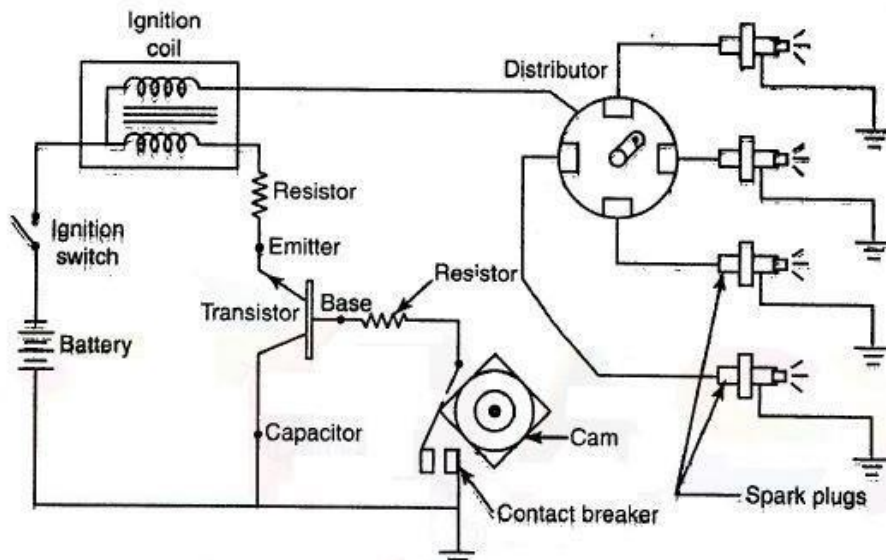 Ignition
coil
Distributor
Resistor
Ignition
switch
Emitter
Resistor
Base
Transistor
Battery
Capacitor
Cam
Contact breaker
Spark plugs